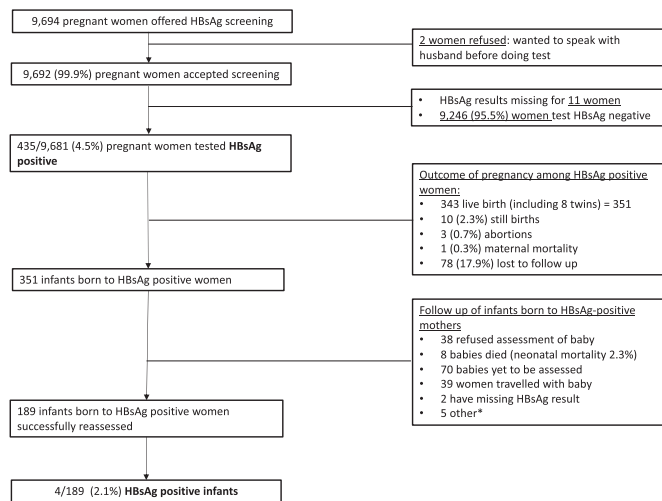 9,694 pregnant women offered HBsAg screening
2 women refused: wanted to speak with
husband before doing test
9,692 (99.9%) pregnant women accepted screening
• HBsAg results missing for 11 women
• 9,246 (95.5%) women test HBsAg negative
435/9,681 (4.5%) pregnant women tested HBsAg
positive
Outcome of pregnancy among HBsAg positive
women:
• 343 live birth (including 8 twins) = 351
• 10 (2.3%) still births
• 3 (0.7%) abortions
• 1 (0.3%) maternal mortality
• 78 (17.9%) lost to follow up
351 infants born to HBsAg positive women
Follow up of infants born to HBsAg-positive
mothers
• 38 refused assessment of baby
• 8 babies died (neonatal mortality 2.3%)
• 70 babies yet to be assessed
• 39 women travelled with baby
• 2 have missing HBsAg result
• 5 other*
189 infants born to HBsAg positive women
successfully reassessed
4/189 (2.1%) HBsAg positive infants